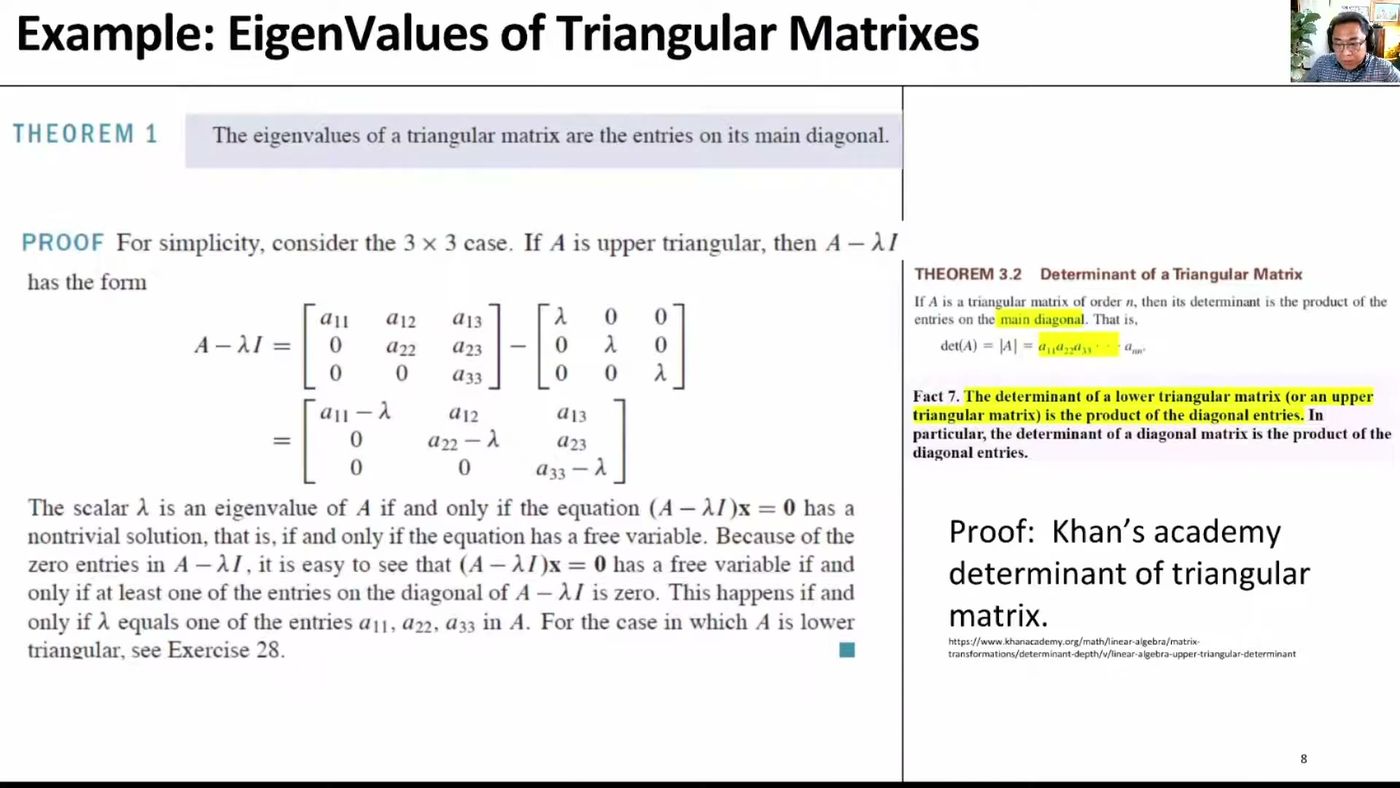 Example: EigenValues of Triangular Matrixes
THEOREM 1
The eigenvalues of a triangular matrix are the entries on its main diagonal.
PROOF For simplicity, consider the 3 × 3 case. If A is upper triangular, then A − λI
has the form
A − λI = [ a11 a12 a13 ] − [ λ 0 0 ]
[ 0 a22 a23 ] [ 0 λ 0 ]
[ 0 0 a33 ] [ 0 0 λ ]
= [ a11 − λ a12 a13 ]
[ 0 a22 − λ a23 ]
[ 0 0 a33 − λ ]
The scalar λ is an eigenvalue of A if and only if the equation (A − λI)x = 0 has a
nontrivial solution, that is, if and only if the equation has a free variable. Because of the
zero entries in A − λI, it is easy to see that (A − λI)x = 0 has a free variable if and
only if at least one of the entries on the diagonal of A − λI is zero. This happens if and
only if λ equals one of the entries a11, a22, a33 in A. For the case in which A is lower
triangular, see Exercise 28.
THEOREM 3.2 Determinant of a Triangular Matrix
If A is a triangular matrix of order n, then its determinant is the product of the
entries on the main diagonal. That is,
det(A) = |A| = a11a22a33 · · · ann.
Fact 7. The determinant of a lower triangular matrix (or an upper
triangular matrix) is the product of the diagonal entries. In
particular, the determinant of a diagonal matrix is the product of the
diagonal entries.
Proof: Khan’s academy
determinant of triangular
matrix.
https://www.khanacademy.org/math/linear-algebra/matrix-
transformations/determinant-depth/v/linear-algebra-upper-triangular-determinant
8